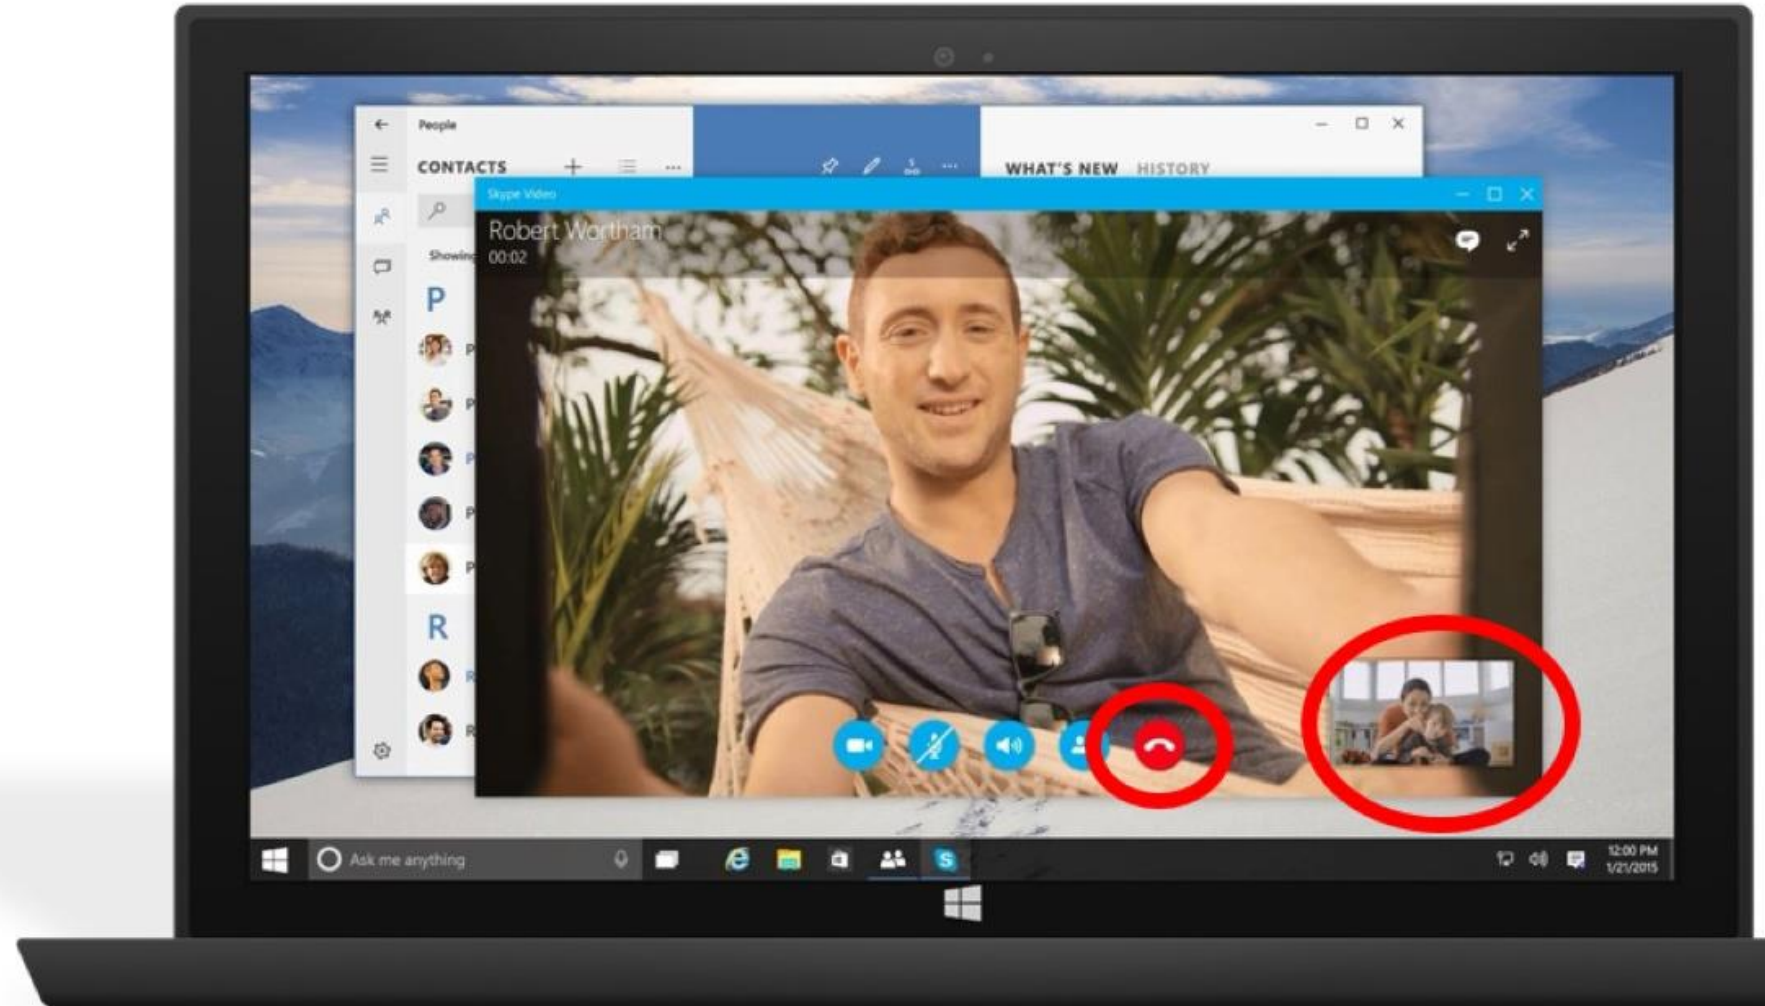 People
CONTACTS
WHAT'S NEW HISTORY
Skype Video
Robert Wortham
00:02
Showing
P
P
P
P
P
P
R
R
R
Ask me anything
12:00 PM
1/21/2015